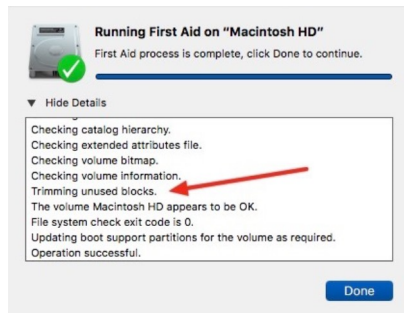 Running First Aid on “Macintosh HD”
First Aid process is complete, click Done to continue.
▼ Hide Details
Checking catalog hierarchy.
Checking extended attributes file.
Checking volume bitmap.
Checking volume information.
Trimming unused blocks.
The volume Macintosh HD appears to be OK.
File system check exit code is 0.
Updating boot support partitions for the volume as required.
Operation successful.
Done